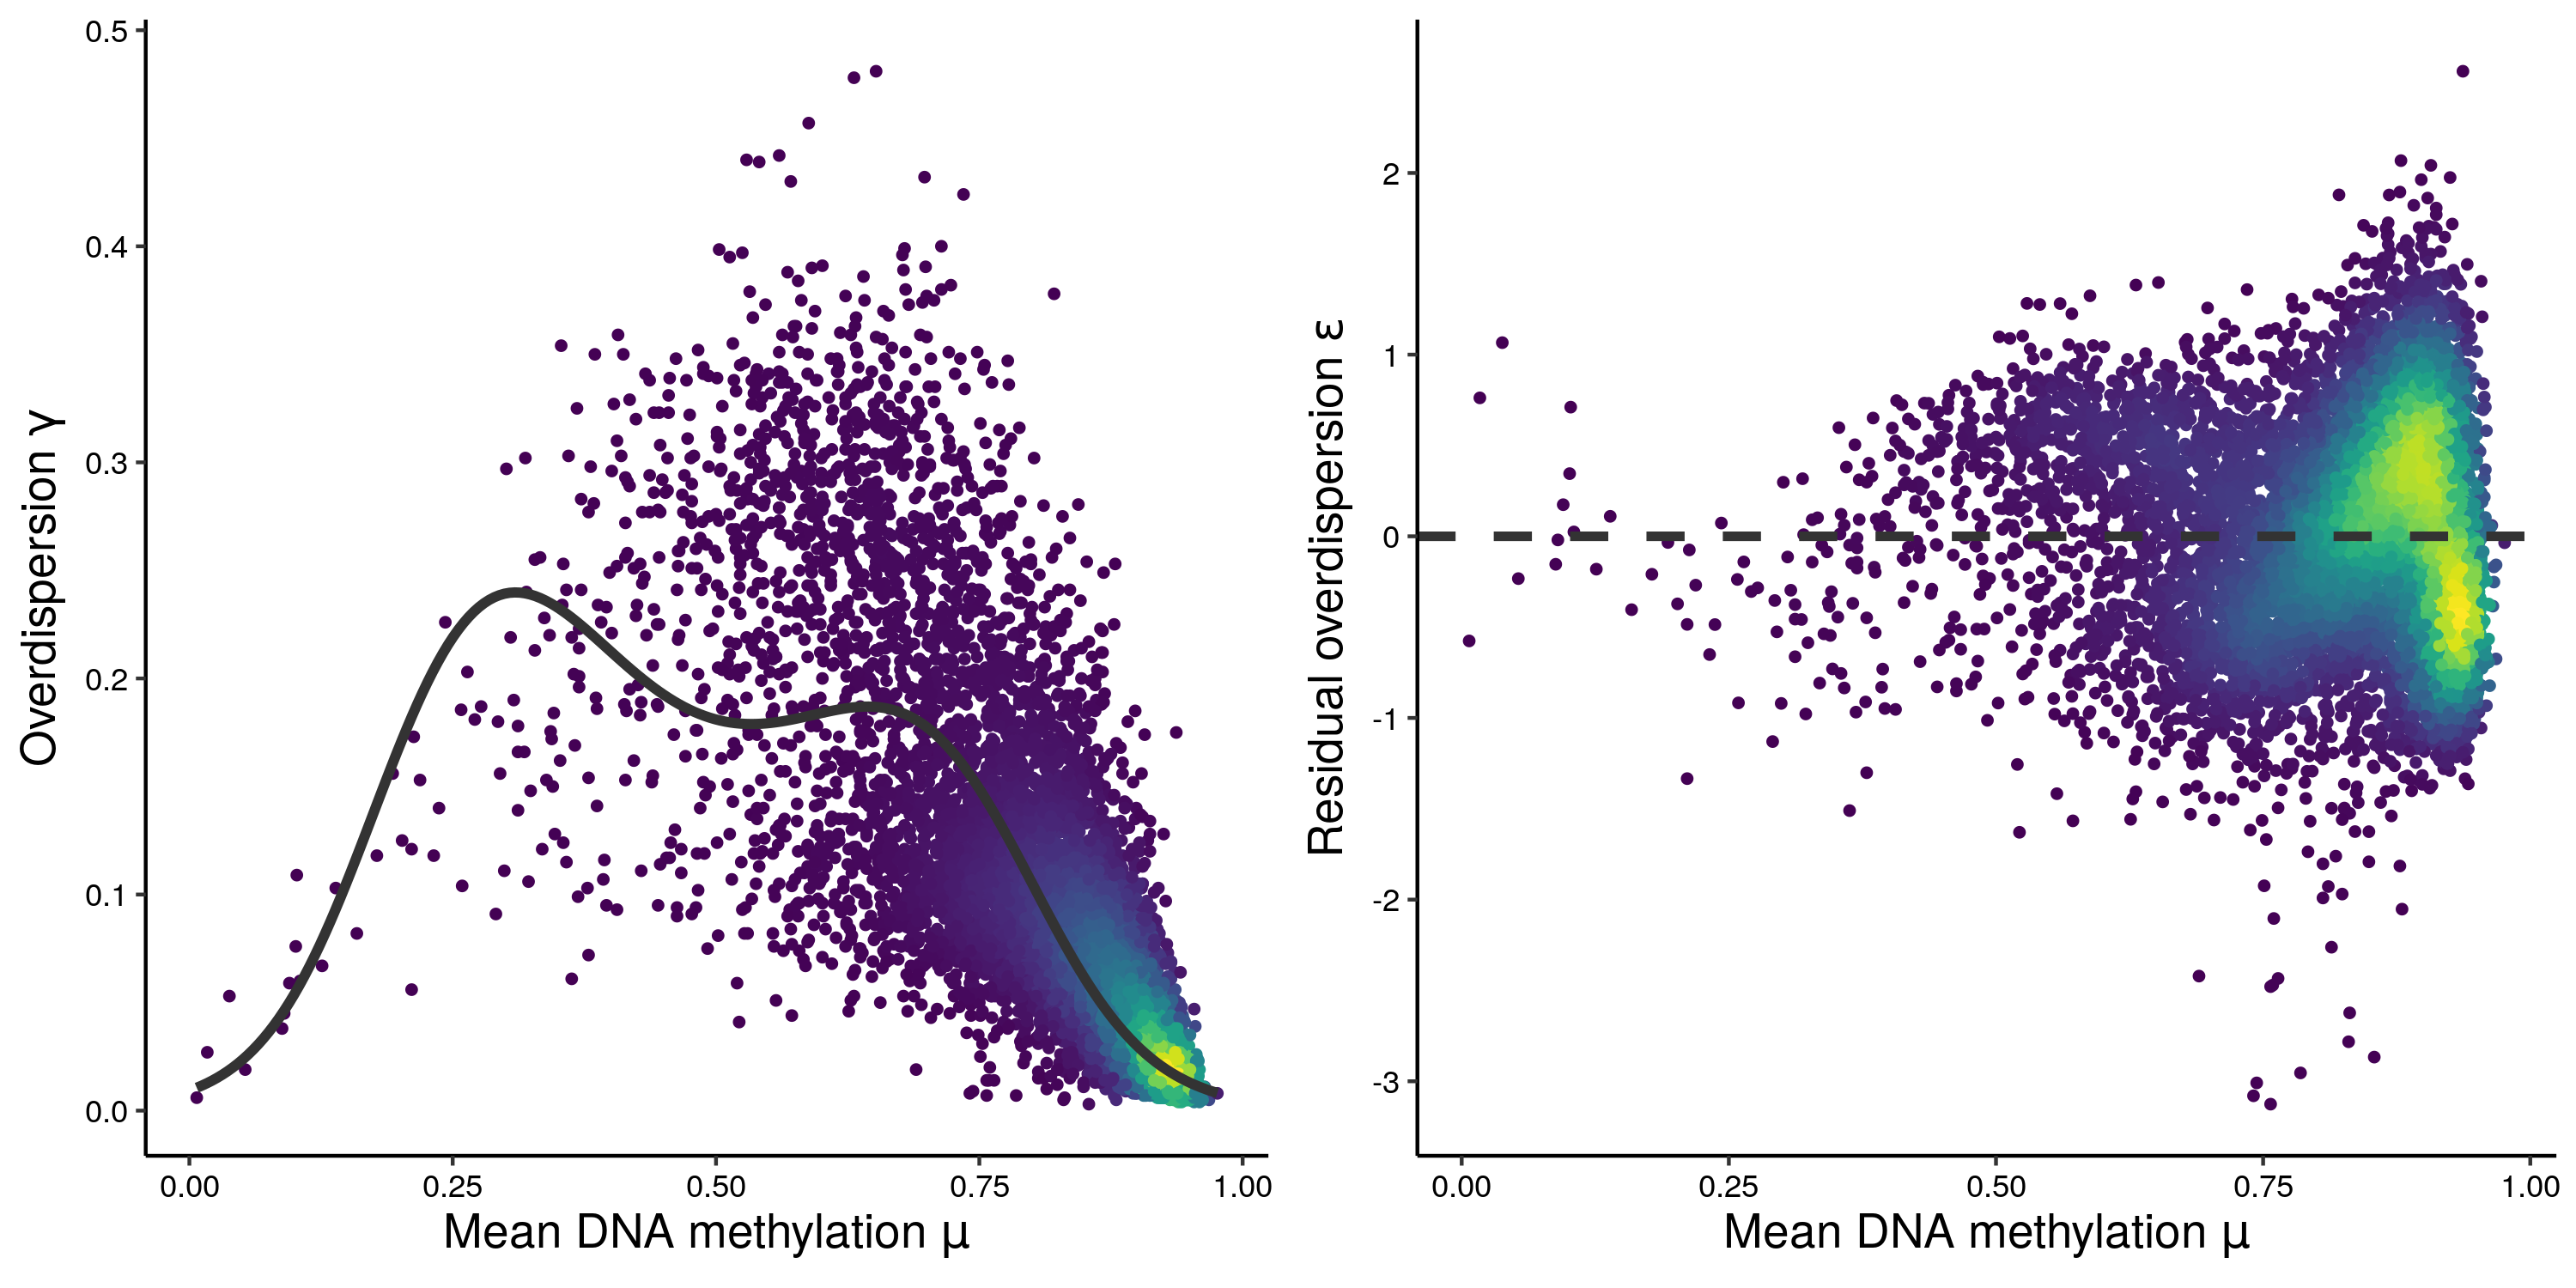 Overdispersion γ
0.5
0.4
0.3
0.2
0.1
0.0
0.00 0.25 0.50 0.75 1.00
Mean DNA methylation μ
Residual overdispersion ε
2
1
0
-1
-2
-3
0.00 0.25 0.50 0.75 1.00
Mean DNA methylation μ